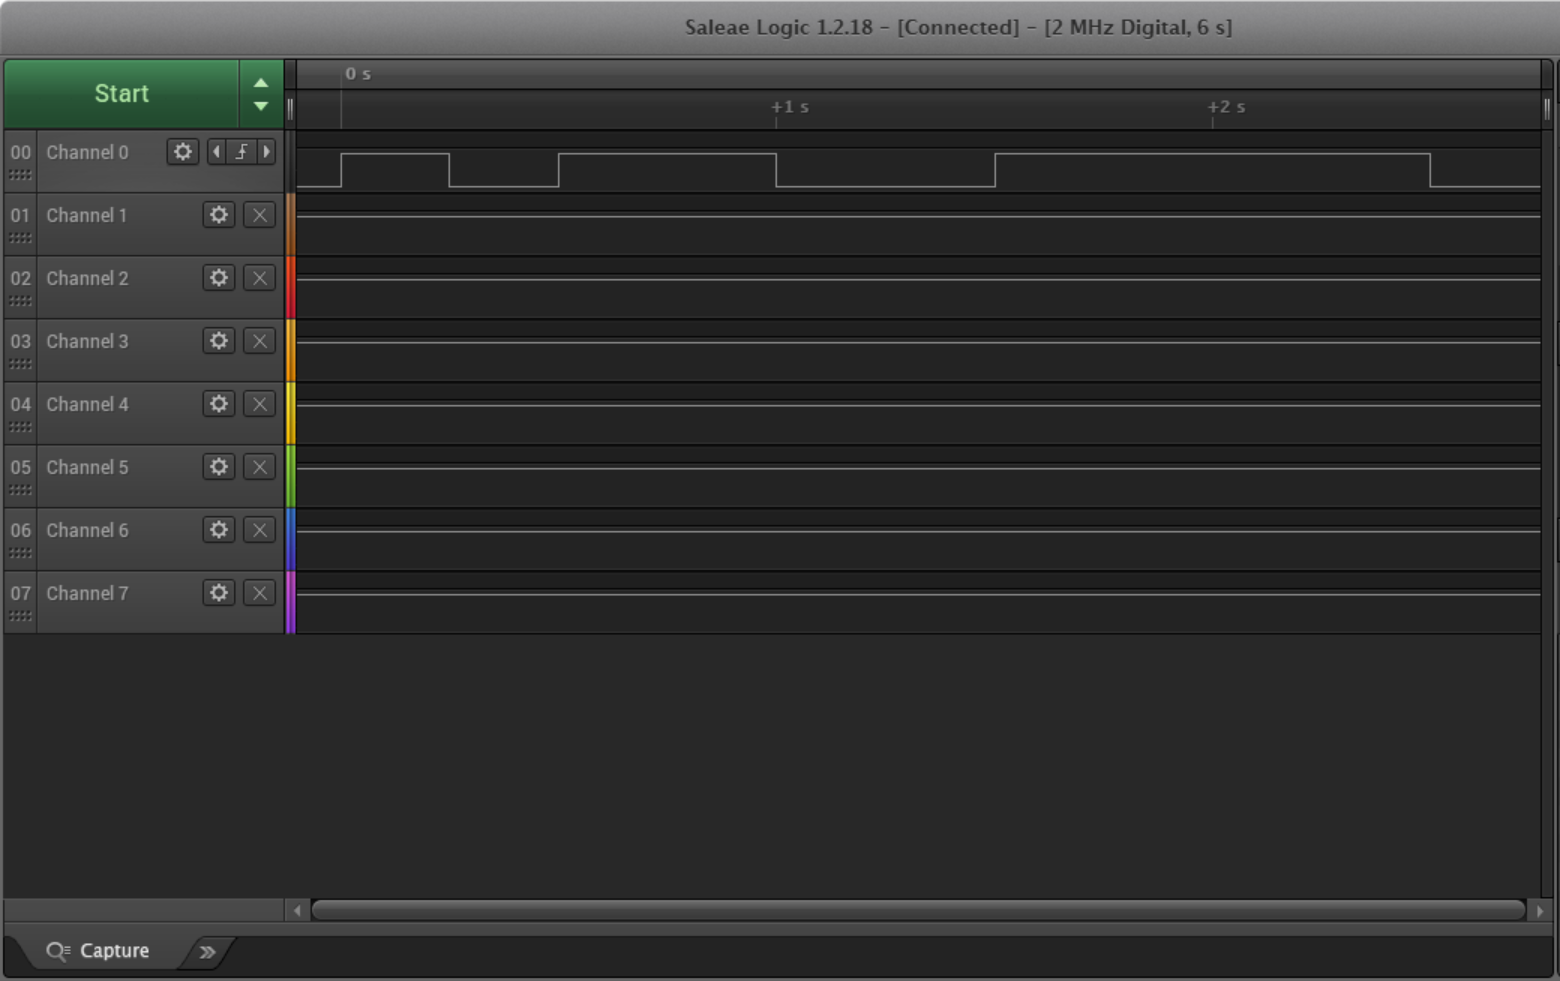 Saleae Logic 1.2.18 - [Connected] - [2 MHz Digital, 6 s]
Start
0 s
+1 s
+2 s
00 Channel 0
01 Channel 1
02 Channel 2
03 Channel 3
04 Channel 4
05 Channel 5
06 Channel 6
07 Channel 7
Capture